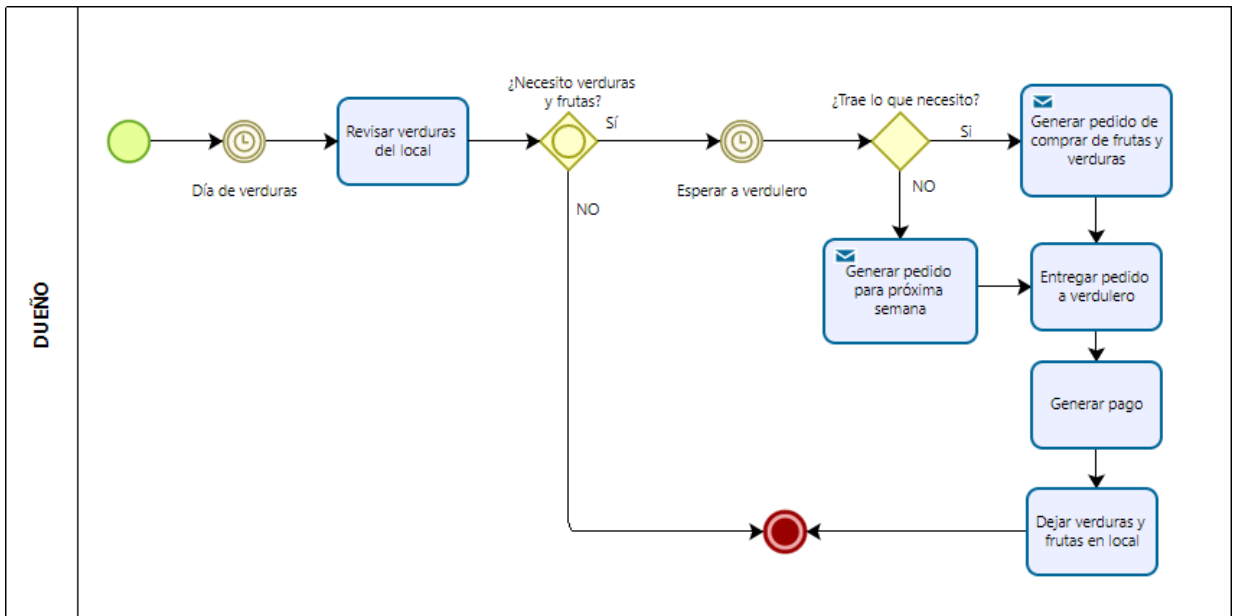 DUEÑO
Día de verduras
Revisar verduras
del local
¿Necesito verduras
y frutas?
Sí
NO
Esperar a verdulero
¿Trae lo que necesito?
Si
NO
Generar pedido de
comprar de frutas y
verduras
Generar pedido
para próxima
semana
Entregar pedido
a verdulero
Generar pago
Dejar verduras y
frutas en local